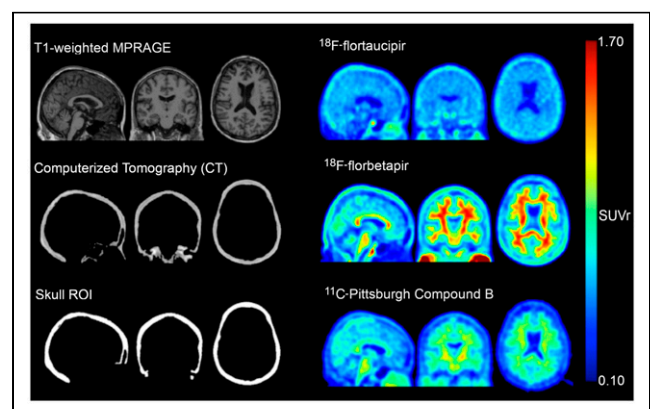 T1-weighted MPRAGE
Computerized Tomography (CT)
Skull ROI
¹⁸F-flortaucipir
¹⁸F-florbetapir
¹¹C-Pittsburgh Compound B
1.70
SUVr
0.10